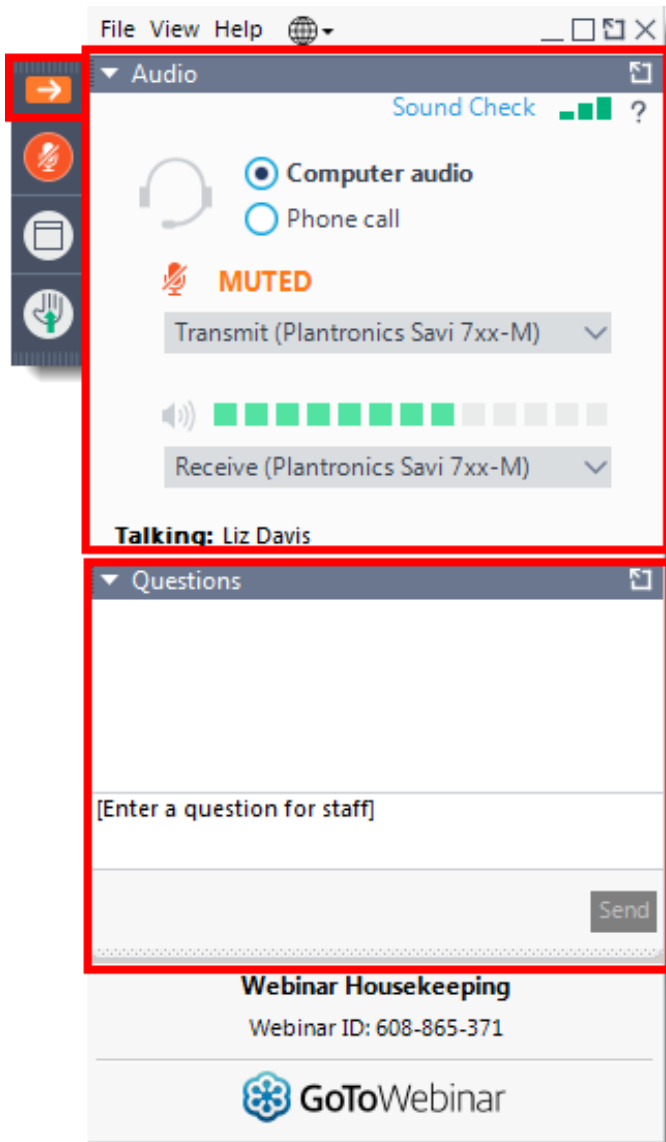 File View Help
Audio
Sound Check ?
Computer audio
Phone call
MUTED
Transmit (Plantronics Savi 7xx-M)
Receive (Plantronics Savi 7xx-M)
Talking: Liz Davis
Questions
[Enter a question for staff]
Send
Webinar Housekeeping
Webinar ID: 608-865-371
GoToWebinar